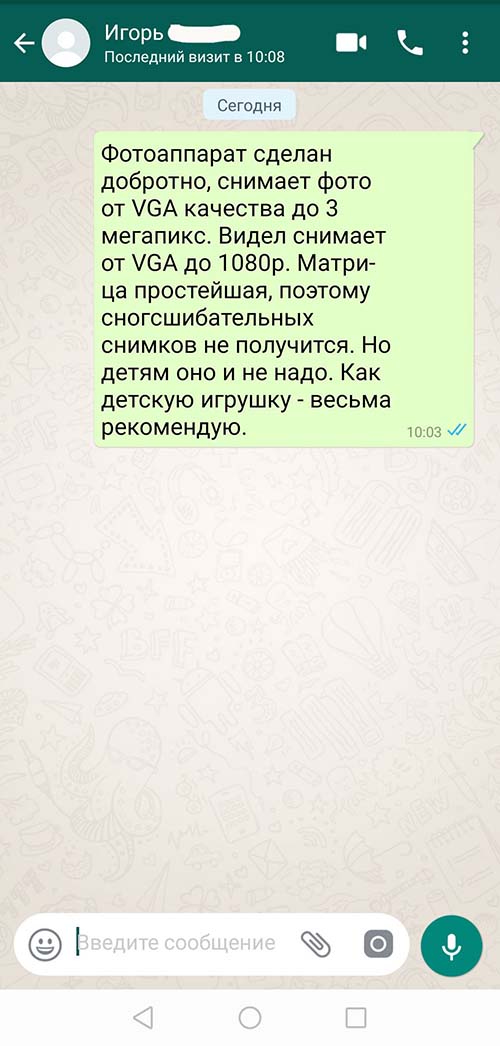 Игорь
Последний визит в 10:08
Сегодня
Фотоаппарат сделан
добротно, снимает фото
от VGA качества до 3
мегапикс. Видел снимает
от VGA до 1080р. Матри-
ца простейшая, поэтому
сногсшибательных
снимков не получится. Но
детям оно и не надо. Как
детскую игрушку - весьма
рекомендую.
10:03
Введите сообщение